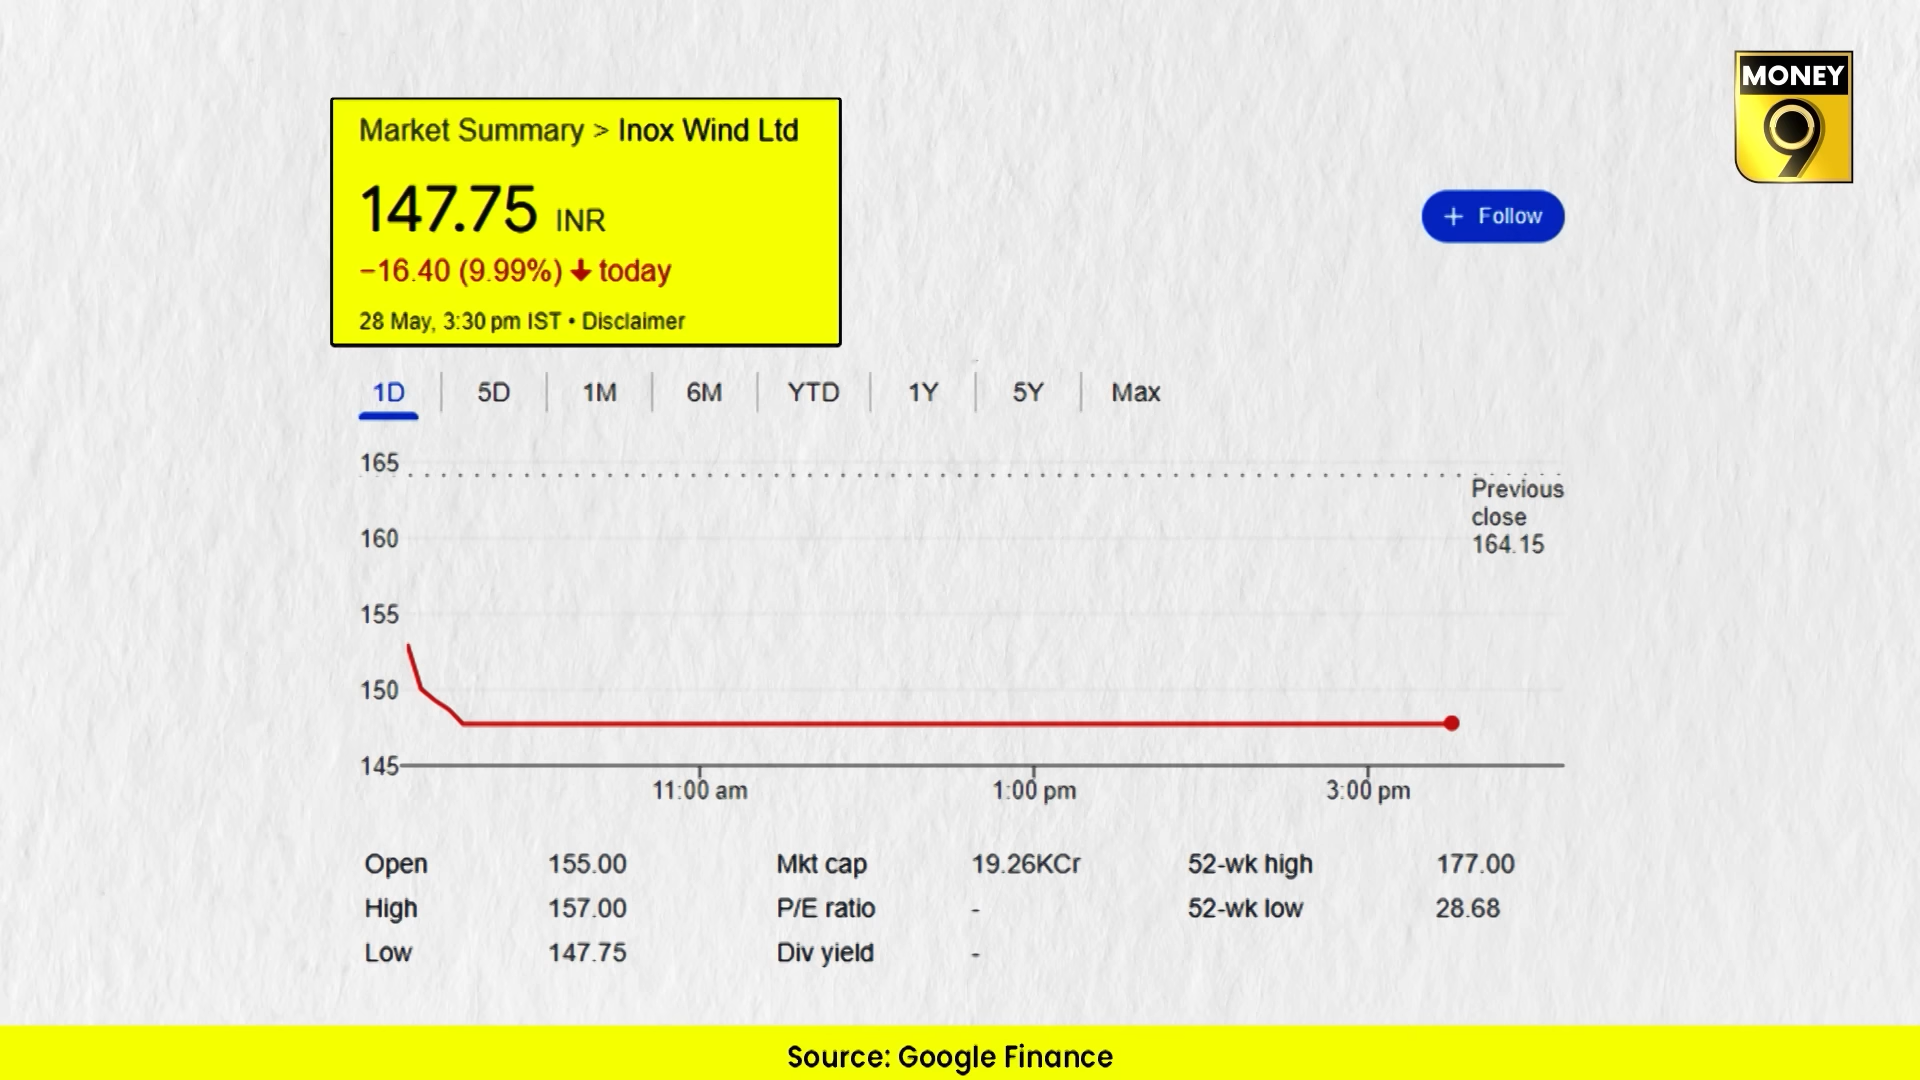 MONEY
9
Market Summary > Inox Wind Ltd
147.75 INR
−16.40 (9.99%) ↓ today
28 May, 3:30 pm IST • Disclaimer
+ Follow
1D 5D 1M 6M YTD 1Y 5Y Max
165
Previous
close
164.15
160
155
150
145
11:00 am 1:00 pm 3:00 pm
Open 155.00 Mkt cap 19.26KCr 52-wk high 177.00
High 157.00 P/E ratio - 52-wk low 28.68
Low 147.75 Div yield -
Source: Google Finance